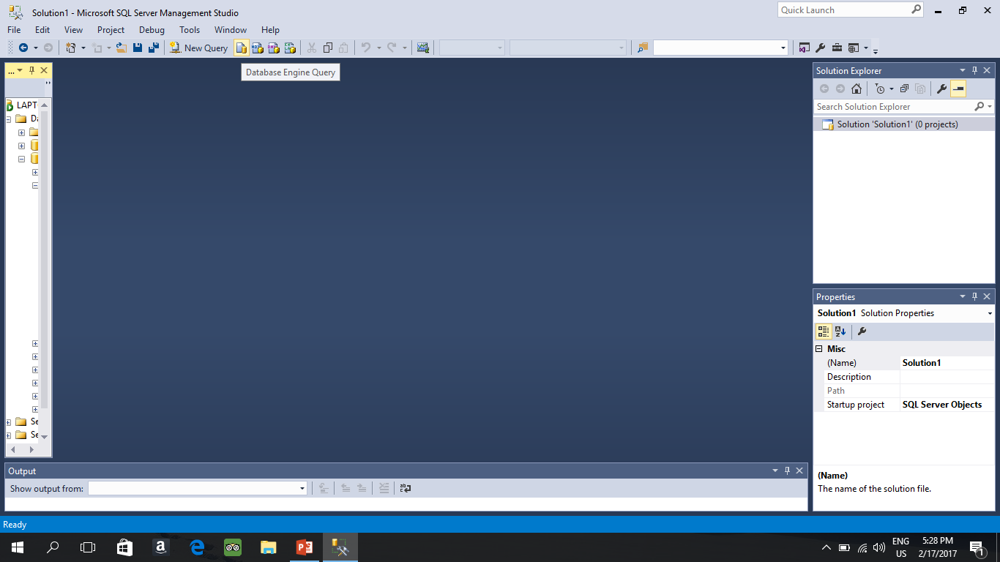 Solution1 - Microsoft SQL Server Management Studio
Quick Launch
File Edit View Project Debug Tools Window Help
New Query
Database Engine Query
...
LAPT
Da
Se
Se
Solution Explorer
Search Solution Explorer
Solution 'Solution1' (0 projects)
Properties
Solution1 Solution Properties
Misc
(Name) Solution1
Description
Path
Startup project SQL Server Objects
(Name)
The name of the solution file.
Output
Show output from:
Ready
ENG
US
5:28 PM
2/17/2017
1